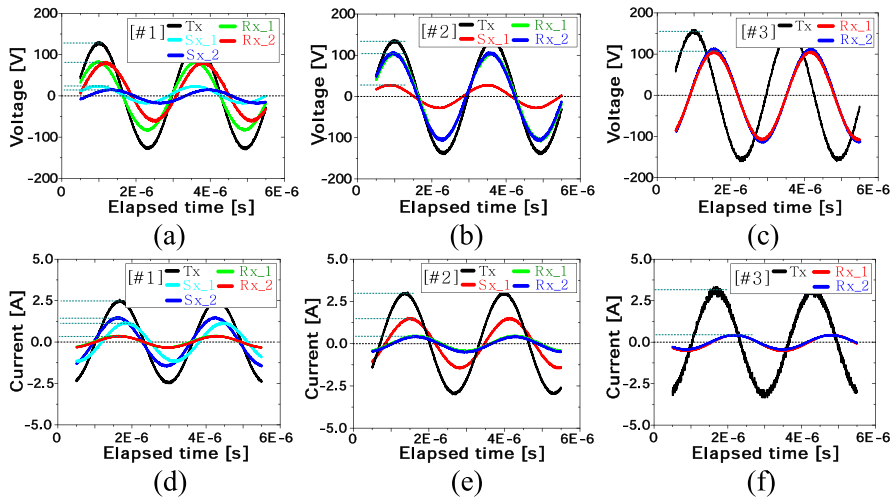 [#1] Tx Rx_1
Sx_1 Rx_2
Sx_2
200
100
0
−100
−200
Voltage [V]
0 2E-6 4E-6 6E-6
Elapsed time [s]
(a)
[#2] Tx Rx_1
Sx_1 Rx_2
200
100
0
−100
−200
Voltage [V]
0 2E-6 4E-6 6E-6
Elapsed time [s]
(b)
[#3] Tx Rx_1
Rx_2
200
100
0
−100
−200
Voltage [V]
0 2E-6 4E-6 6E-6
Elapsed time [s]
(c)
[#1] Tx Rx_1
Sx_1 Rx_2
Sx_2
5.0
2.5
0.0
−2.5
−5.0
Current [A]
0 2E-6 4E-6 6E-6
Elapsed time [s]
(d)
[#2] Tx Rx_1
Sx_1 Rx_2
5.0
2.5
0.0
−2.5
−5.0
Current [A]
0 2E-6 4E-6 6E-6
Elapsed time [s]
(e)
[#3] Tx Rx_1
Rx_2
5.0
2.5
0.0
−2.5
−5.0
Current [A]
0 2E-6 4E-6 6E-6
Elapsed time [s]
(f)